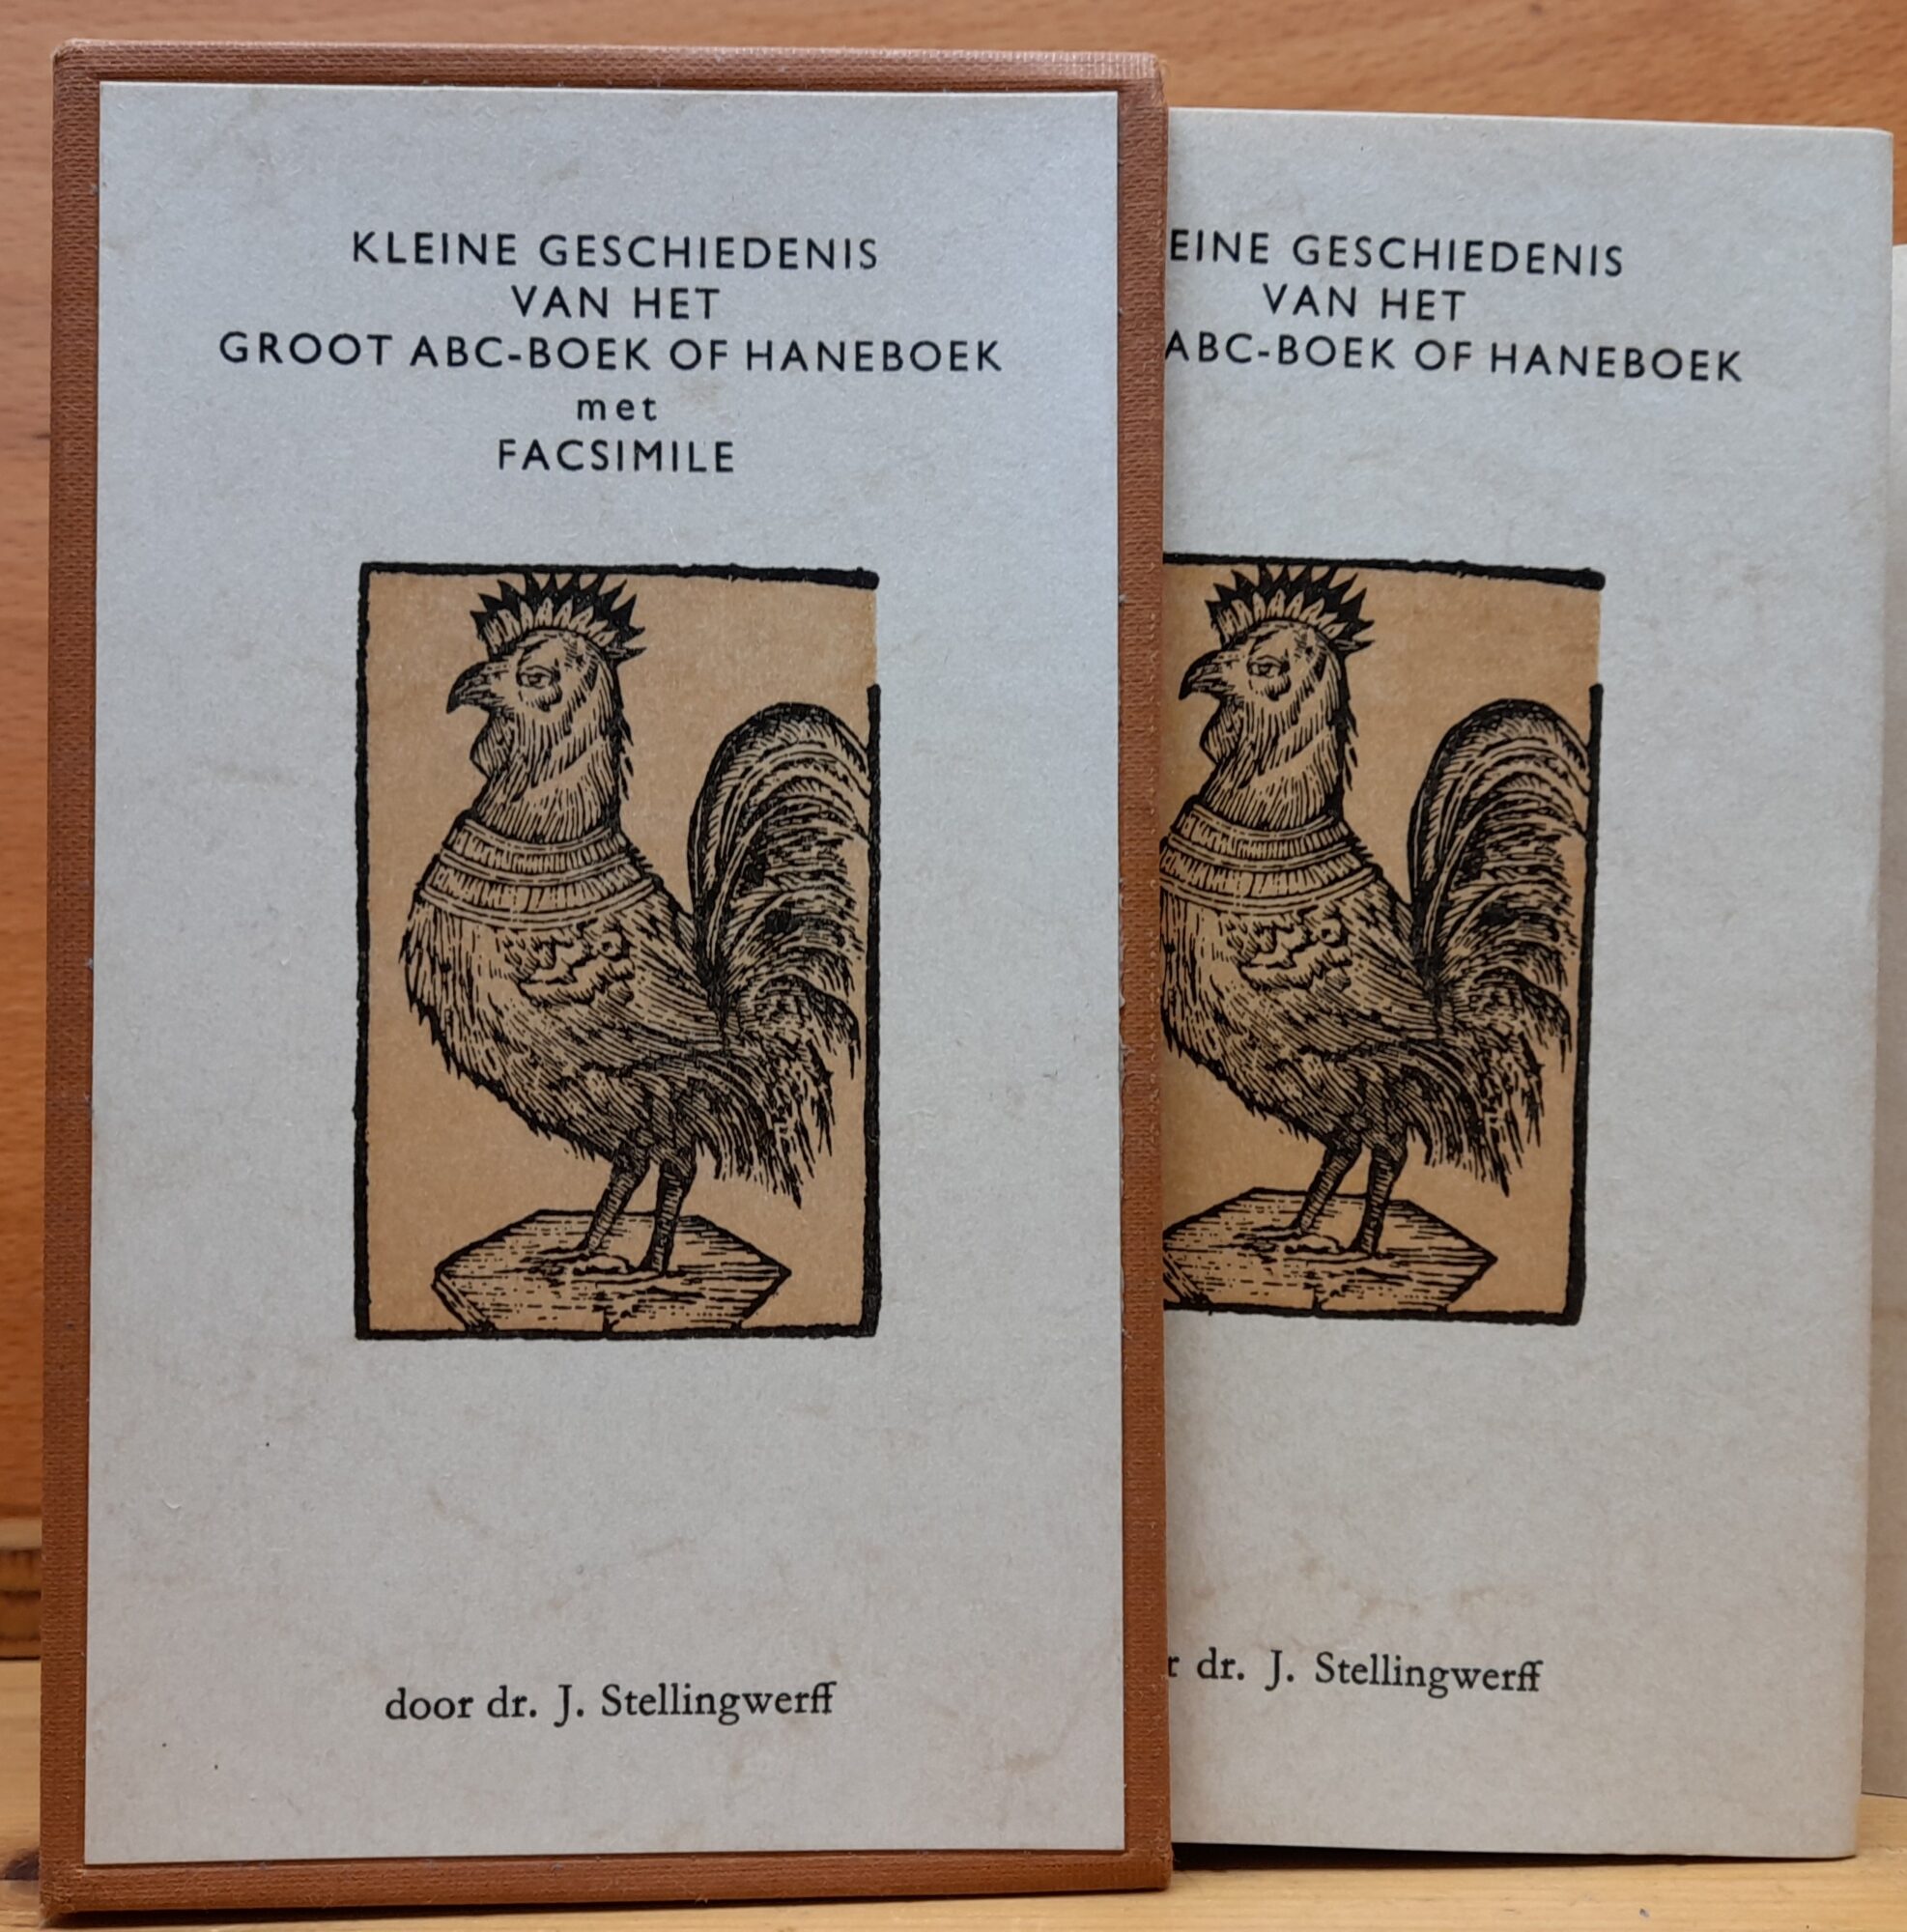 KLEINE GESCHIEDENIS
VAN HET
GROOT ABC-BOEK OF HANEBOEK
met
FACSIMILE
door dr. J. Stellingwerff
EINE GESCHIEDENIS
VAN HET
ABC-BOEK OF HANEBOEK
r dr. J. Stellingwerff